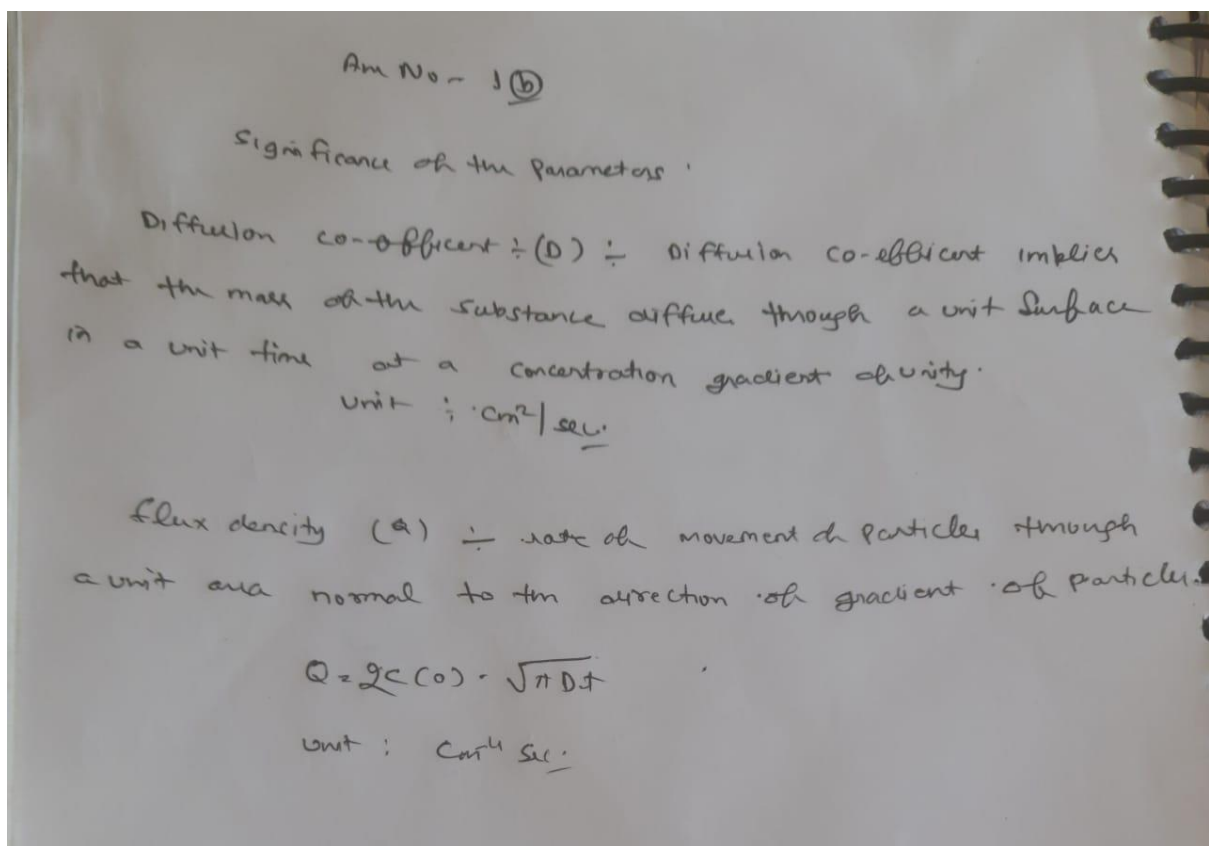 Ans No- 1 (b)
Significance of the Parameters.
Diffusion co-efficent ÷ (D) ÷ Diffusion co-efficent implies
that the mass of the substance diffuse through a unit surface
in a unit time at a concentration gradient of unity.
unit : cm²/sec.
flux dencity (Q) ÷ rate of movement of particles through
a unit area normal to the direction of gradient of particles.
Q = 2C(0) · √πDt
unit : cm⁻⁴ sec.